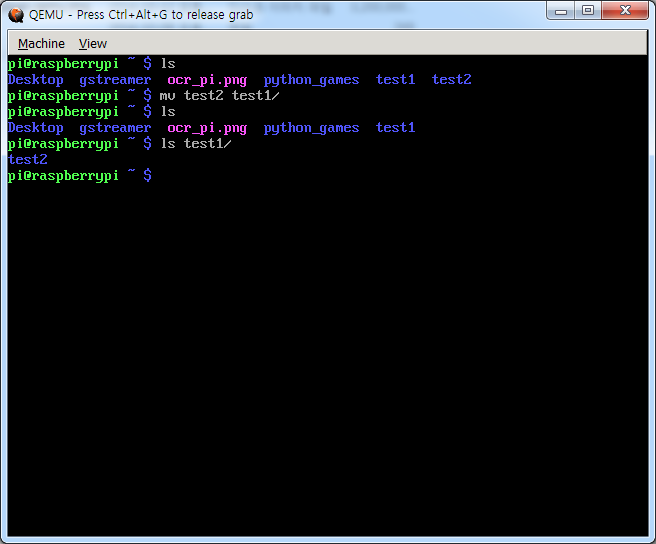 QEMU - Press Ctrl+Alt+G to release grab
Machine View
pi@raspberrypi ~ $ ls
Desktop gstreamer ocr_pi.png python_games test1 test2
pi@raspberrypi ~ $ mv test2 test1/
pi@raspberrypi ~ $ ls
Desktop gstreamer ocr_pi.png python_games test1
pi@raspberrypi ~ $ ls test1/
test2
pi@raspberrypi ~ $